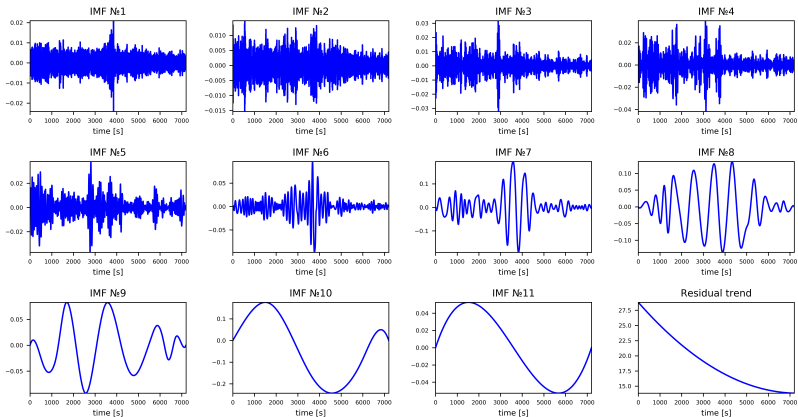 IMF №1 IMF №2 IMF №3 IMF №4
0.02 0.01 0.00 −0.01 −0.02
0.010 0.005 0.000 −0.005 −0.010 −0.015
0.03 0.02 0.01 0.00 −0.01 −0.02 −0.03
0.02 0.00 −0.02 −0.04
0 1000 2000 3000 4000 5000 6000 7000 0 1000 2000 3000 4000 5000 6000 7000 0 1000 2000 3000 4000 5000 6000 7000 0 1000 2000 3000 4000 5000 6000 7000
time [s] time [s] time [s] time [s]
IMF №5 IMF №6 IMF №7 IMF №8
0.02 0.00 −0.02
0.05 0.00 −0.05
0.1 0.0 −0.1
0.10 0.05 0.00 −0.05 −0.10
0 1000 2000 3000 4000 5000 6000 7000 0 1000 2000 3000 4000 5000 6000 7000 0 1000 2000 3000 4000 5000 6000 7000 0 1000 2000 3000 4000 5000 6000 7000
time [s] time [s] time [s] time [s]
IMF №9 IMF №10 IMF №11 Residual trend
0.05 0.00 −0.05
0.1 0.0 −0.1 −0.2
0.04 0.02 0.00 −0.02 −0.04
27.5 25.0 22.5 20.0 17.5 15.0
0 1000 2000 3000 4000 5000 6000 7000 0 1000 2000 3000 4000 5000 6000 7000 0 1000 2000 3000 4000 5000 6000 7000 0 1000 2000 3000 4000 5000 6000 7000
time [s] time [s] time [s] time [s]